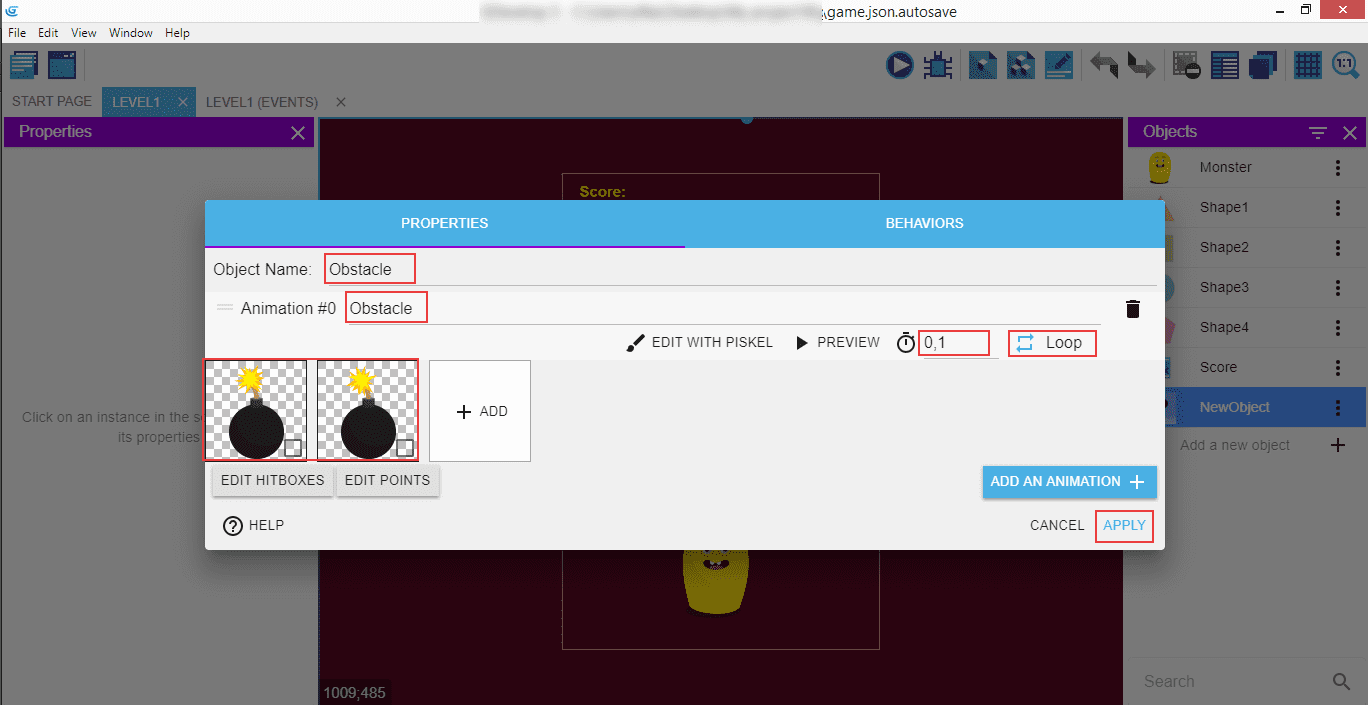 \game.json.autosave
File Edit View Window Help
1:1
START PAGE LEVEL1 LEVEL1 (EVENTS)
Properties
Objects
Score:
Monster
Shape1
Shape2
Shape3
Shape4
Score
NewObject
Add a new object
PROPERTIES BEHAVIORS
Object Name: Obstacle
Animation #0 Obstacle
EDIT WITH PISKEL PREVIEW 0,1 Loop
ADD
Click on an instance in the s
its properties
EDIT HITBOXES EDIT POINTS
ADD AN ANIMATION
HELP
CANCEL APPLY
1009;485
Search